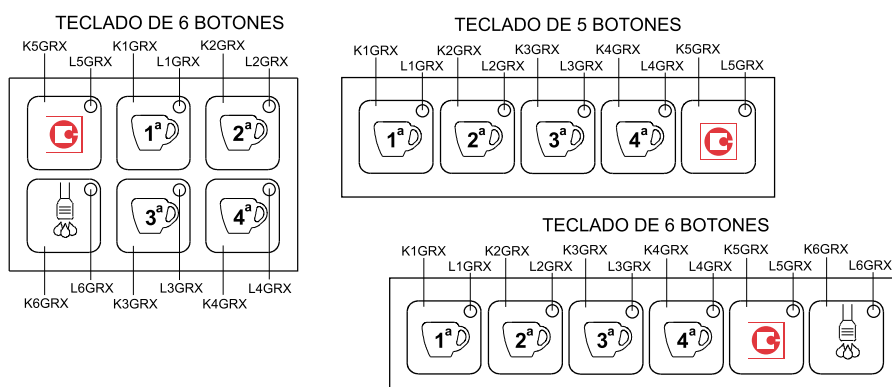 TECLADO DE 6 BOTONES
K5GRX K1GRX K2GRX
L5GRX L1GRX L2GRX
1ª 2ª
3ª 4ª
L6GRX L3GRX L4GRX
K6GRX K3GRX K4GRX
TECLADO DE 5 BOTONES
K1GRX K2GRX K3GRX K4GRX K5GRX
L1GRX L2GRX L3GRX L4GRX L5GRX
1ª 2ª 3ª 4ª
TECLADO DE 6 BOTONES
K1GRX K2GRX K3GRX K4GRX K5GRX K6GRX
L1GRX L2GRX L3GRX L4GRX L5GRX L6GRX
1ª 2ª 3ª 4ª